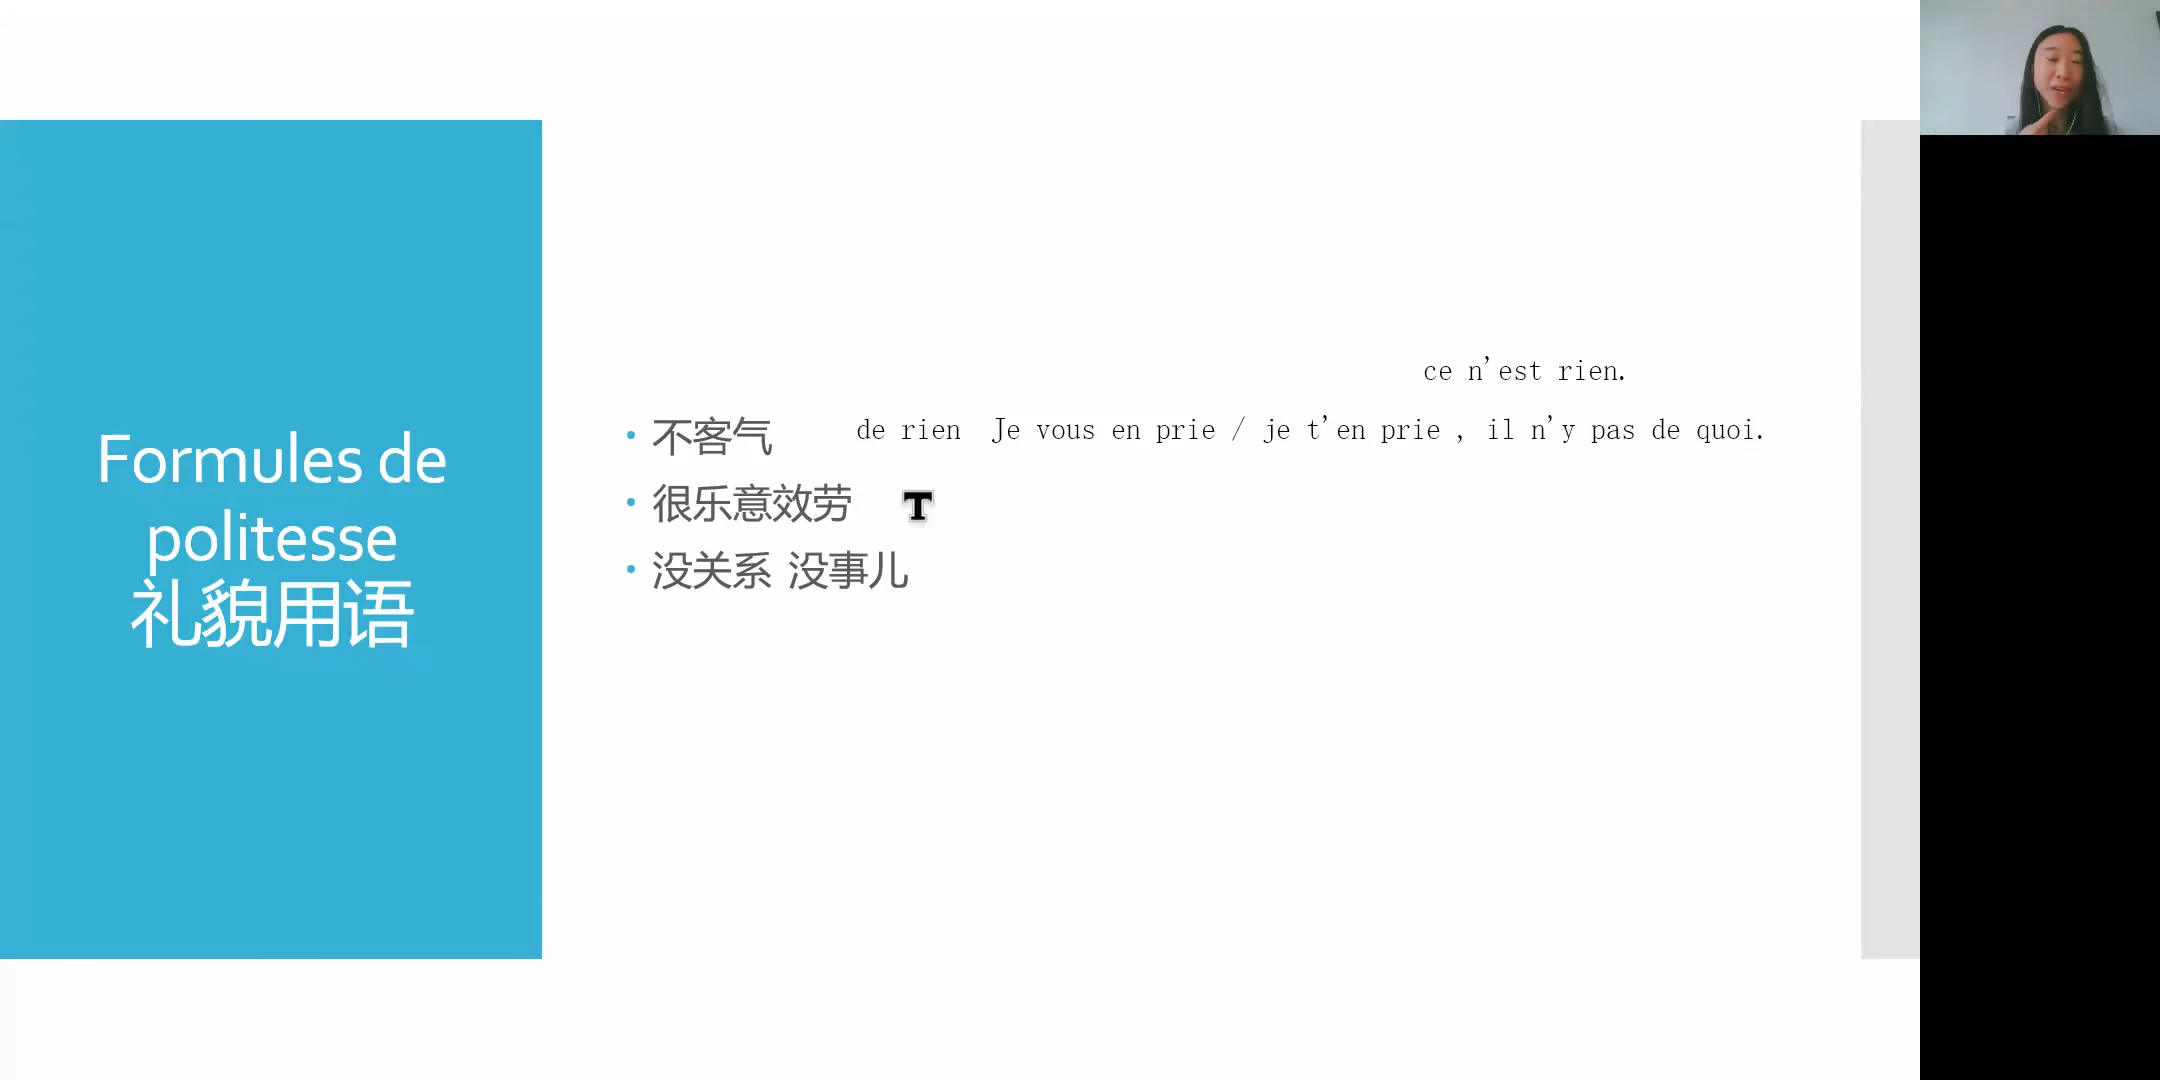 Formules de
politesse
礼貌用语
ce n'est rien.
不客气 de rien Je vous en prie / je t'en prie , il n'y pas de quoi.
很乐意效劳
没关系 没事儿